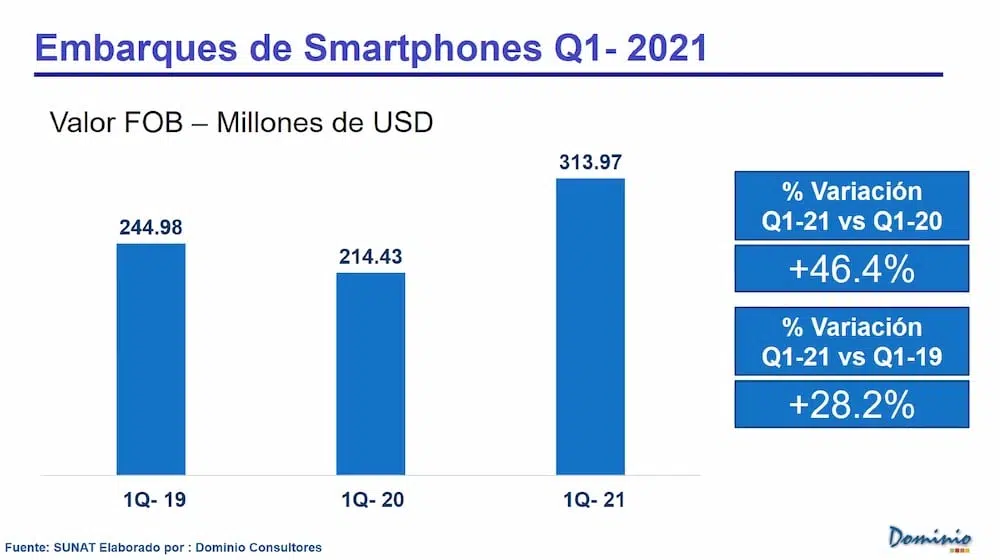 Embarques de Smartphones Q1- 2021
Valor FOB – Millones de USD
244.98
214.43
313.97
1Q- 19
1Q- 20
1Q- 21
% Variación
Q1-21 vs Q1-20
+46.4%
% Variación
Q1-21 vs Q1-19
+28.2%
Fuente: SUNAT Elaborado por : Dominio Consultores
Dominio